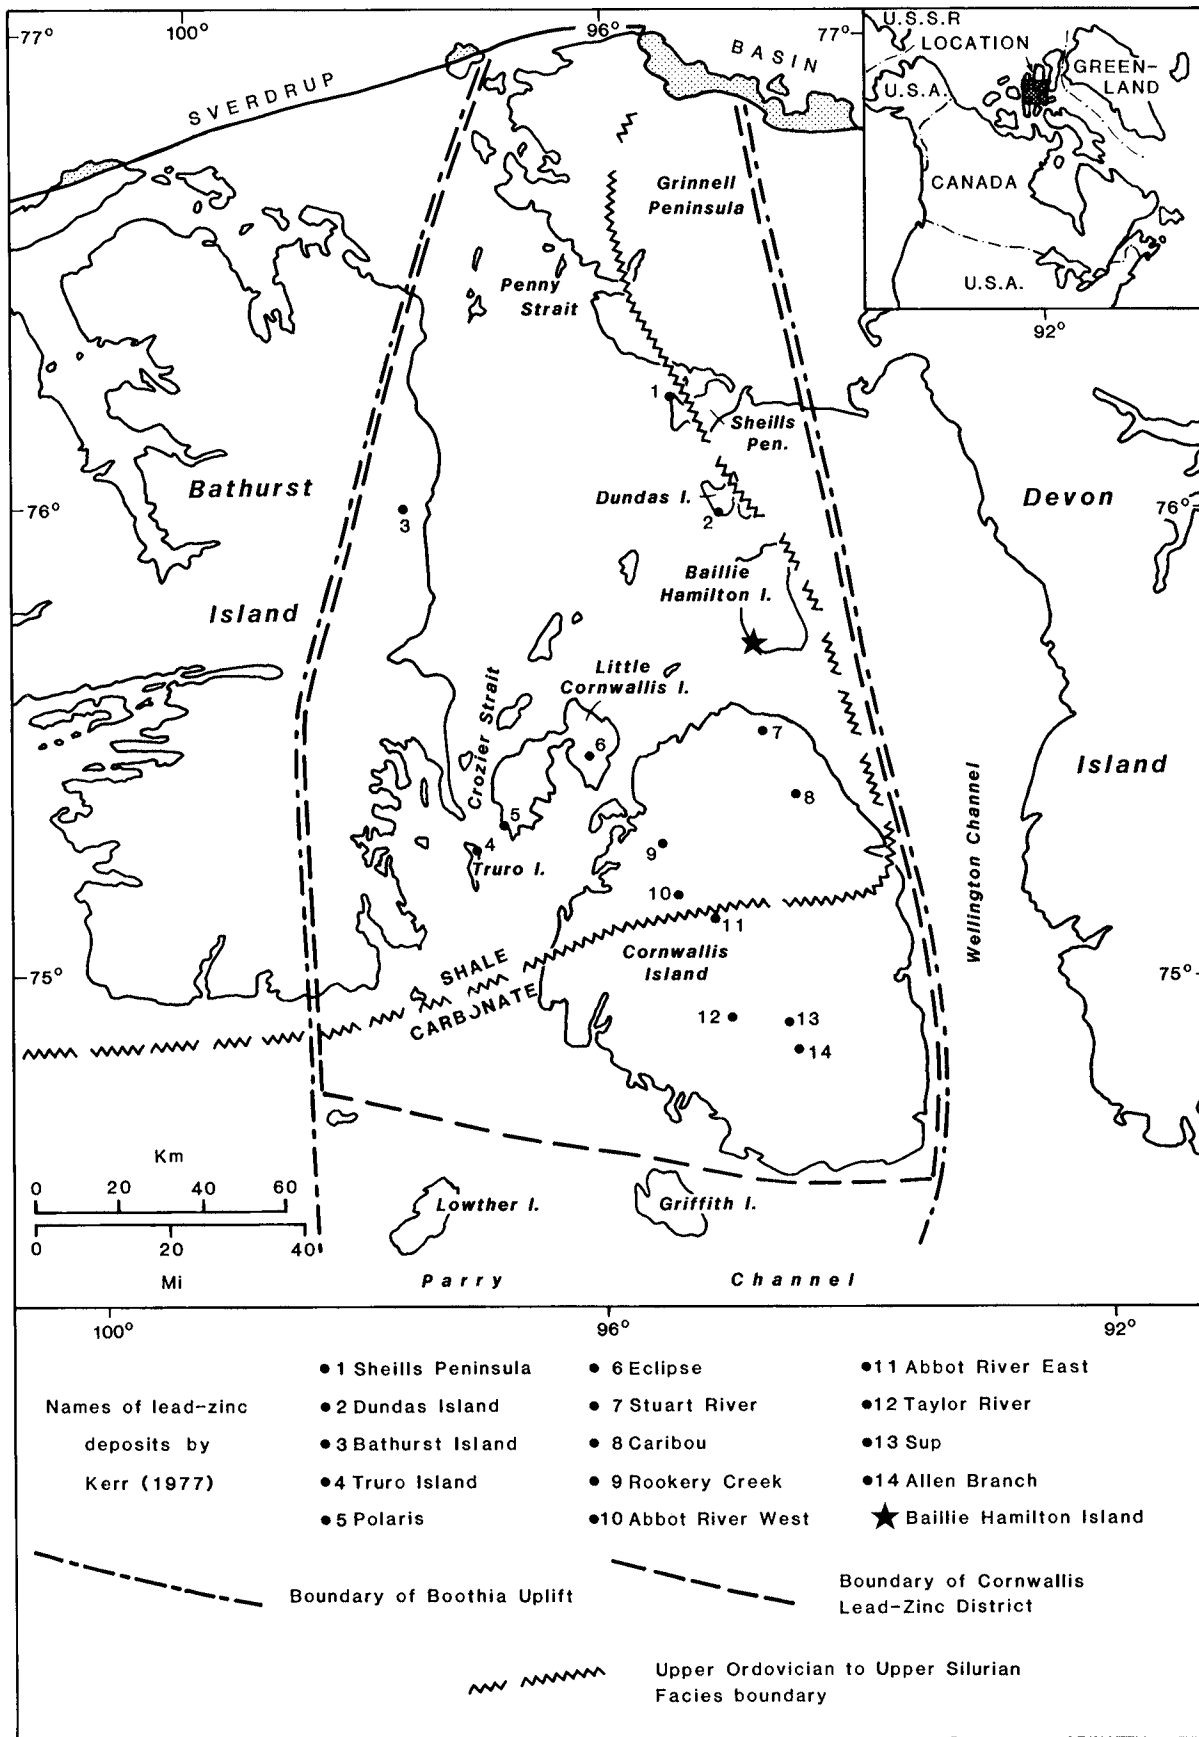 100°
96°
77°
77°
SVERDRUP
BASIN
U.S.S.R
LOCATION
GREEN-
LAND
U.S.A.
CANADA
U.S.A.
92°
Grinnell
Peninsula
Penny
Strait
1
Sheills
Pen.
Bathurst
Devon
76°
76°
3
Dundas I.
2
Baillie
Hamilton I.
Island
Little
Cornwallis I.
Crozier Strait
7
6
8
Island
5
4
Truro I.
9
10
11
Wellington Channel
Cornwallis
Island
75°
75°
SHALE
CARBONATE
12
13
14
Km
0 20 40 60
0 20 40
Mi
Lowther I.
Griffith I.
Parry Channel
100°
96°
92°
Names of lead-zinc
deposits by
Kerr (1977)
1 Sheills Peninsula
2 Dundas Island
3 Bathurst Island
4 Truro Island
5 Polaris
6 Eclipse
7 Stuart River
8 Caribou
9 Rookery Creek
10 Abbot River West
11 Abbot River East
12 Taylor River
13 Sup
14 Allen Branch
★ Baillie Hamilton Island
Boundary of Boothia Uplift
Boundary of Cornwallis
Lead-Zinc District
Upper Ordovician to Upper Silurian
Facies boundary